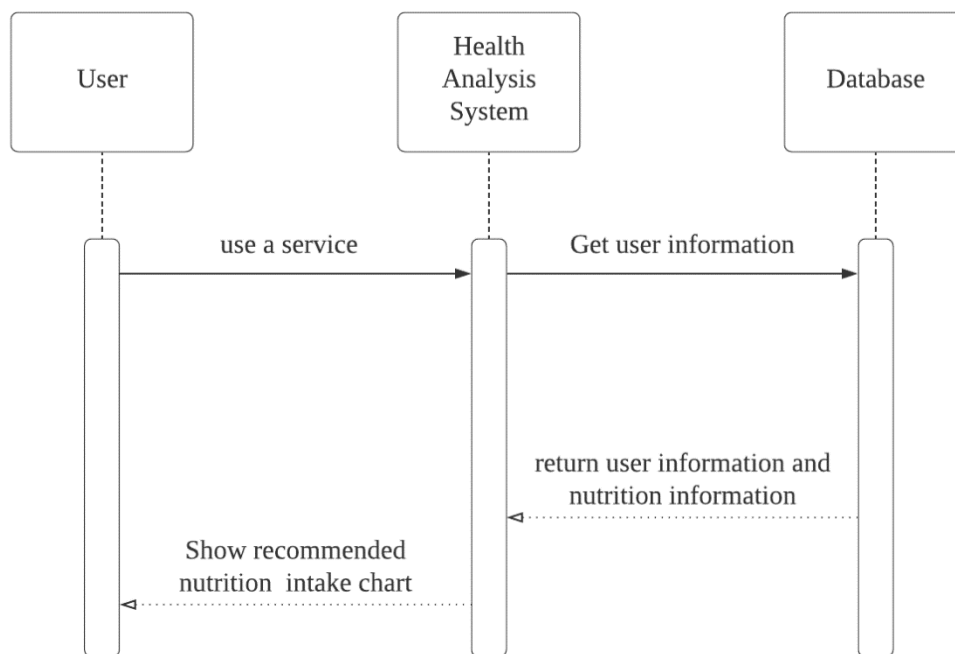 User
Health
Analysis
System
Database
use a service
Get user information
return user information and
nutrition information
Show recommended
nutrition  intake chart